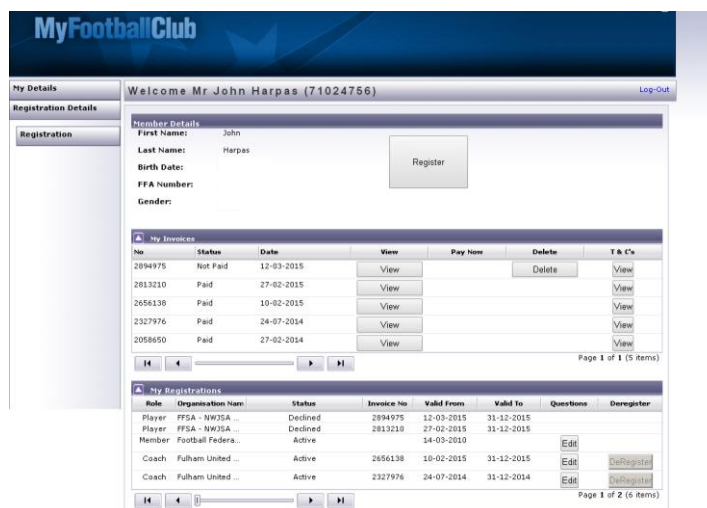 MyFootballClub
My Details
Welcome Mr John Harpas (71024756)
Log-Out
Registration Details
Registration
Member Details
First Name: John
Last Name: Harpas
Birth Date:
FFA Number:
Gender:
Register
My Invoices
No Status Date View Pay Now Delete T & C's
2894975 Not Paid 12-03-2015 View Delete View
2813210 Paid 27-02-2015 View View
2656138 Paid 10-02-2015 View View
2327976 Paid 24-07-2014 View View
2058650 Paid 27-02-2014 View View
Page 1 of 1 (5 items)
My Registrations
Role Organisation Nam Status Invoice No Valid From Valid To Questions Deregister
Player FFSA - NWJSA ... Declined 2894975 12-03-2015 31-12-2015
Player FFSA - NWJSA ... Declined 2813210 27-02-2015 31-12-2015
Member Football Federa... Active 14-03-2010 Edit
Coach Fulham United ... Active 2656138 10-02-2015 31-12-2015 Edit DeRegister
Coach Fulham United ... Active 2327976 24-07-2014 31-12-2014 Edit DeRegister
Page 1 of 2 (6 items)